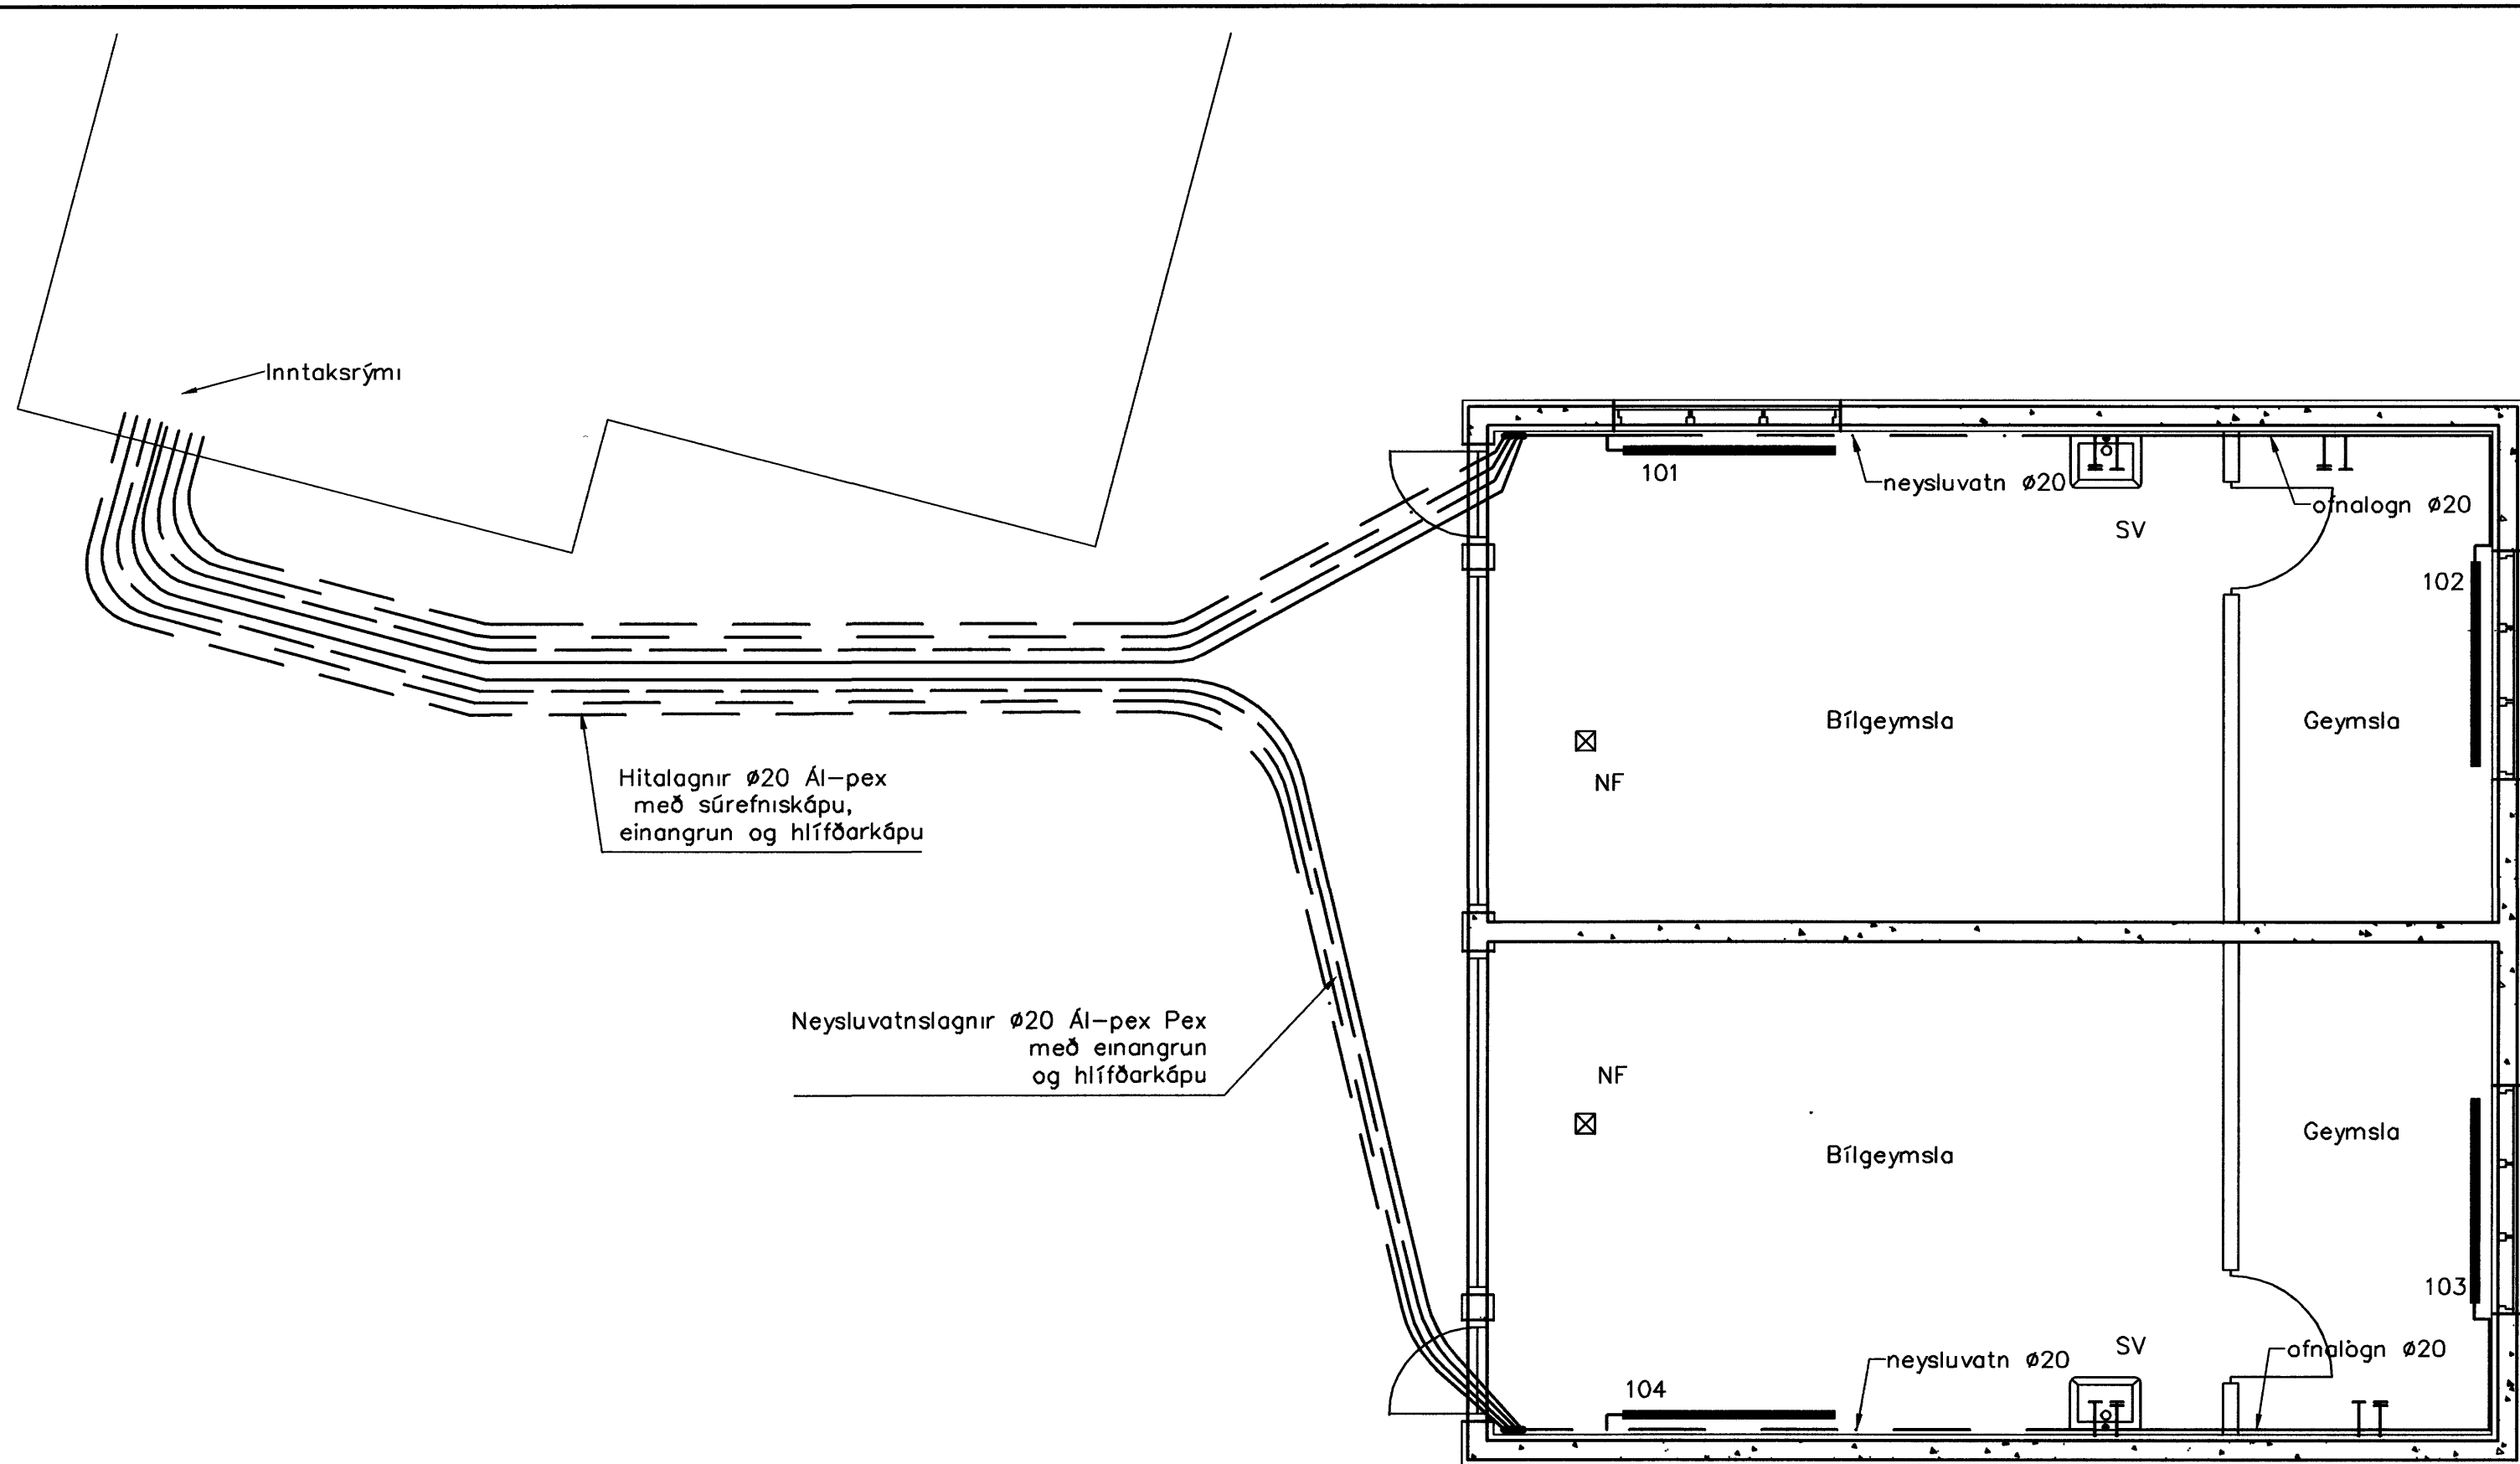 Inntaksrými
101
neysluvatn ø20
ofnalogn ø20
SV
102
Bílgeymsla
Geymsla
NF
Hitalagnir ø20 Ál-pex
með súrefniskápu,
einangrun og hlífðarkápu
Neysluvatnslagnir ø20 Ál-pex Pex
með einangrun
og hlífðarkápu
NF
Bílgeymsla
Geymsla
103
SV
neysluvatn ø20
ofnalögn ø20
104